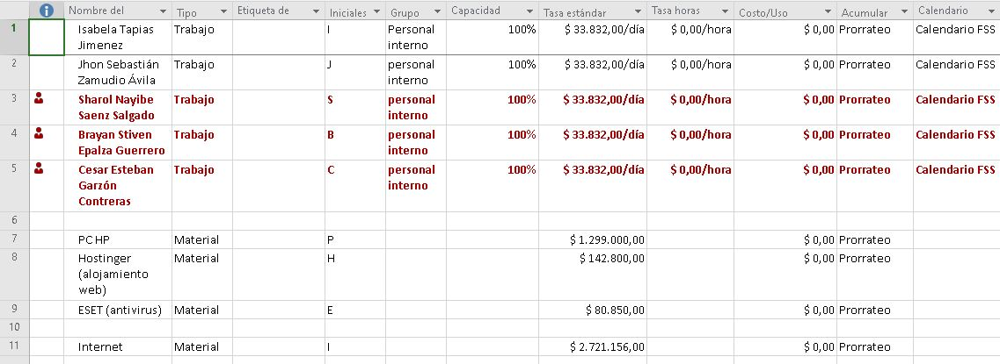 Nombre del Tipo Etiqueta de Iniciales Grupo Capacidad Tasa estándar Tasa horas Costo/Uso Acumular Calendario
1 Isabela Tapias Trabajo I Personal 100% $ 33.832,00/día $ 0,00/hora $ 0,00 Prorrateo Calendario FSS
Jimenez interno
2 Jhon Sebastián Trabajo J personal 100% $ 33.832,00/día $ 0,00/hora $ 0,00 Prorrateo Calendario FSS
Zamudio Ávila interno
3 Sharol Nayibe Trabajo S personal 100% $ 33.832,00/día $ 0,00/hora $ 0,00 Prorrateo Calendario FSS
Saenz Salgado interno
4 Brayan Stiven Trabajo B personal 100% $ 33.832,00/día $ 0,00/hora $ 0,00 Prorrateo Calendario FSS
Epalza Guerrero interno
5 Cesar Esteban Trabajo C personal 100% $ 33.832,00/día $ 0,00/hora $ 0,00 Prorrateo Calendario FSS
Garzón interno
Contreras
6
7 PC HP Material P $ 1.299.000,00 $ 0,00 Prorrateo
8 Hostinger Material H $ 142.800,00 $ 0,00 Prorrateo
(alojamiento
web)
9 ESET (antivirus) Material E $ 80.850,00 $ 0,00 Prorrateo
10
11 Internet Material I $ 2.721.156,00 $ 0,00 Prorrateo